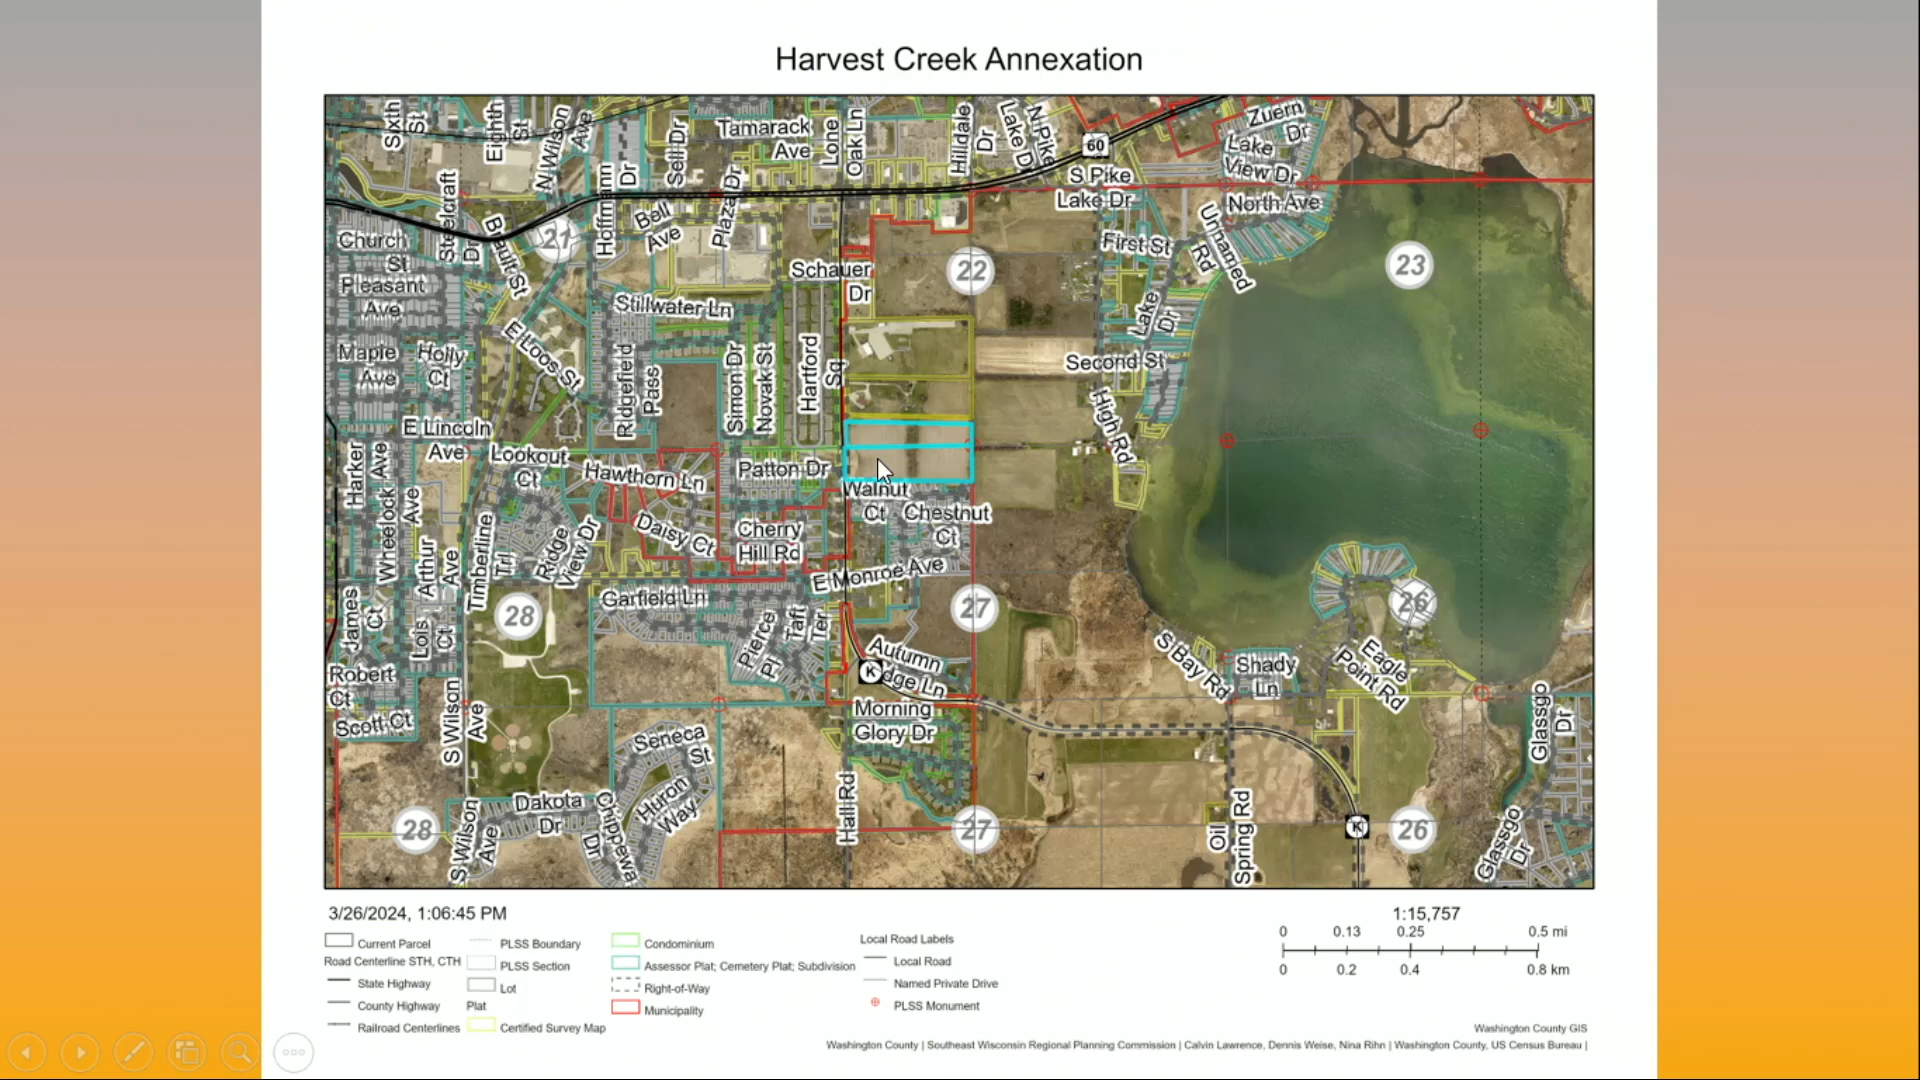 Harvest Creek Annexation
Sixth
St
Eighth
St
N Wilson
Ave
Hoffmann
Dr
Sell Dr
Tamarack
Ave
Plaza Dr
Lone
Oak Ln
Hilldale
Dr
Lake Dr
N Pike
60
S Pike
Lake Dr
Zuern
Dr
Lake
View Dr
North Ave
Unnamed
Rd
First St
Church
St
Steelcraft
Dr
Bault St
21
Bell
Ave
Schauer
Dr
22
23
Pleasant
Ave
Stillwater Ln
Lake
Dr
Maple
Ave
Holly
Ct
E Loos St
Ridgefield
Pass
Simon Dr
Novak St
Hartford
Sq
Second St
High Rd
E Lincoln
Ave
Lookout
Ct
Hawthorn Ln
Patton Dr
Walnut
Ct
Chestnut
Ct
Harker
Wheelock Ave
Ave
Arthur
Ave
Timberline
Trl
Ridge
View Dr
Daisy Ct
Cherry
Hill Rd
E Monroe Ave
28
Garfield Ln
27
26
James
Ct
Lois
Ct
Pierce
Pl
Taft
Ter
Autumn
dge Ln
K
S Bay Rd
Shady
Ln
Eagle
Point Rd
Robert
Ct
Scott Ct
S Wilson
Ave
Seneca
St
Morning
Glory Dr
Glassgo
Dr
Dakota
Dr
Chippewa
Dr
Huron
Way
Hall Rd
28
S Wilson
Ave
27
Oil
Spring Rd
K
26
Glassgo
Dr
3/26/2024, 1:06:45 PM
1:15,757
Current Parcel
Road Centerline STH, CTH
State Highway
County Highway
Railroad Centerlines
PLSS Boundary
PLSS Section
Lot
Plat
Certified Survey Map
Condominium
Assessor Plat; Cemetery Plat; Subdivision
Right-of-Way
Municipality
Local Road Labels
Local Road
Named Private Drive
PLSS Monument
0 0.13 0.25 0.5 mi
0 0.2 0.4 0.8 km
Washington County GIS
Washington County | Southeast Wisconsin Regional Planning Commission | Calvin Lawrence, Dennis Weise, Nina Rihn | Washington County, US Census Bureau |